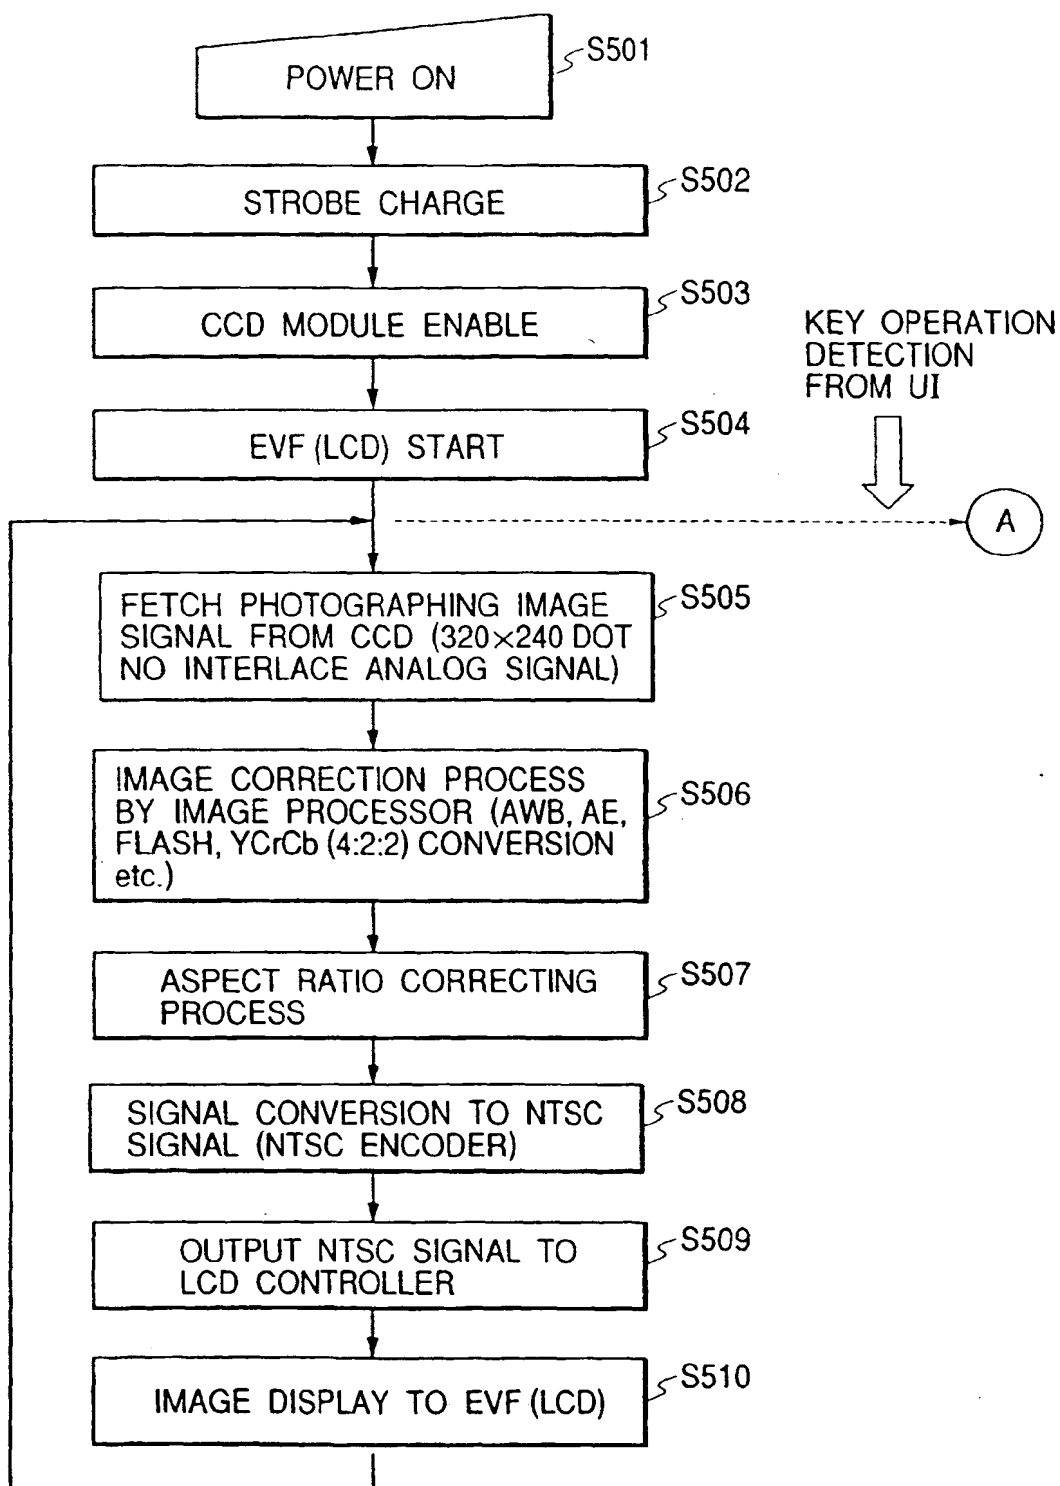 POWER ON
S501
STROBE CHARGE
S502
CCD MODULE ENABLE
S503
EVF (LCD) START
S504
KEY OPERATION
DETECTION
FROM UI
A
FETCH PHOTOGRAPHING IMAGE
SIGNAL FROM CCD (320×240 DOT
NO INTERLACE ANALOG SIGNAL)
S505
IMAGE CORRECTION PROCESS
BY IMAGE PROCESSOR (AWB, AE,
FLASH, YCrCb (4:2:2) CONVERSION
etc.)
S506
ASPECT RATIO CORRECTING
PROCESS
S507
SIGNAL CONVERSION TO NTSC
SIGNAL (NTSC ENCODER)
S508
OUTPUT NTSC SIGNAL TO
LCD CONTROLLER
S509
IMAGE DISPLAY TO EVF (LCD)
S510